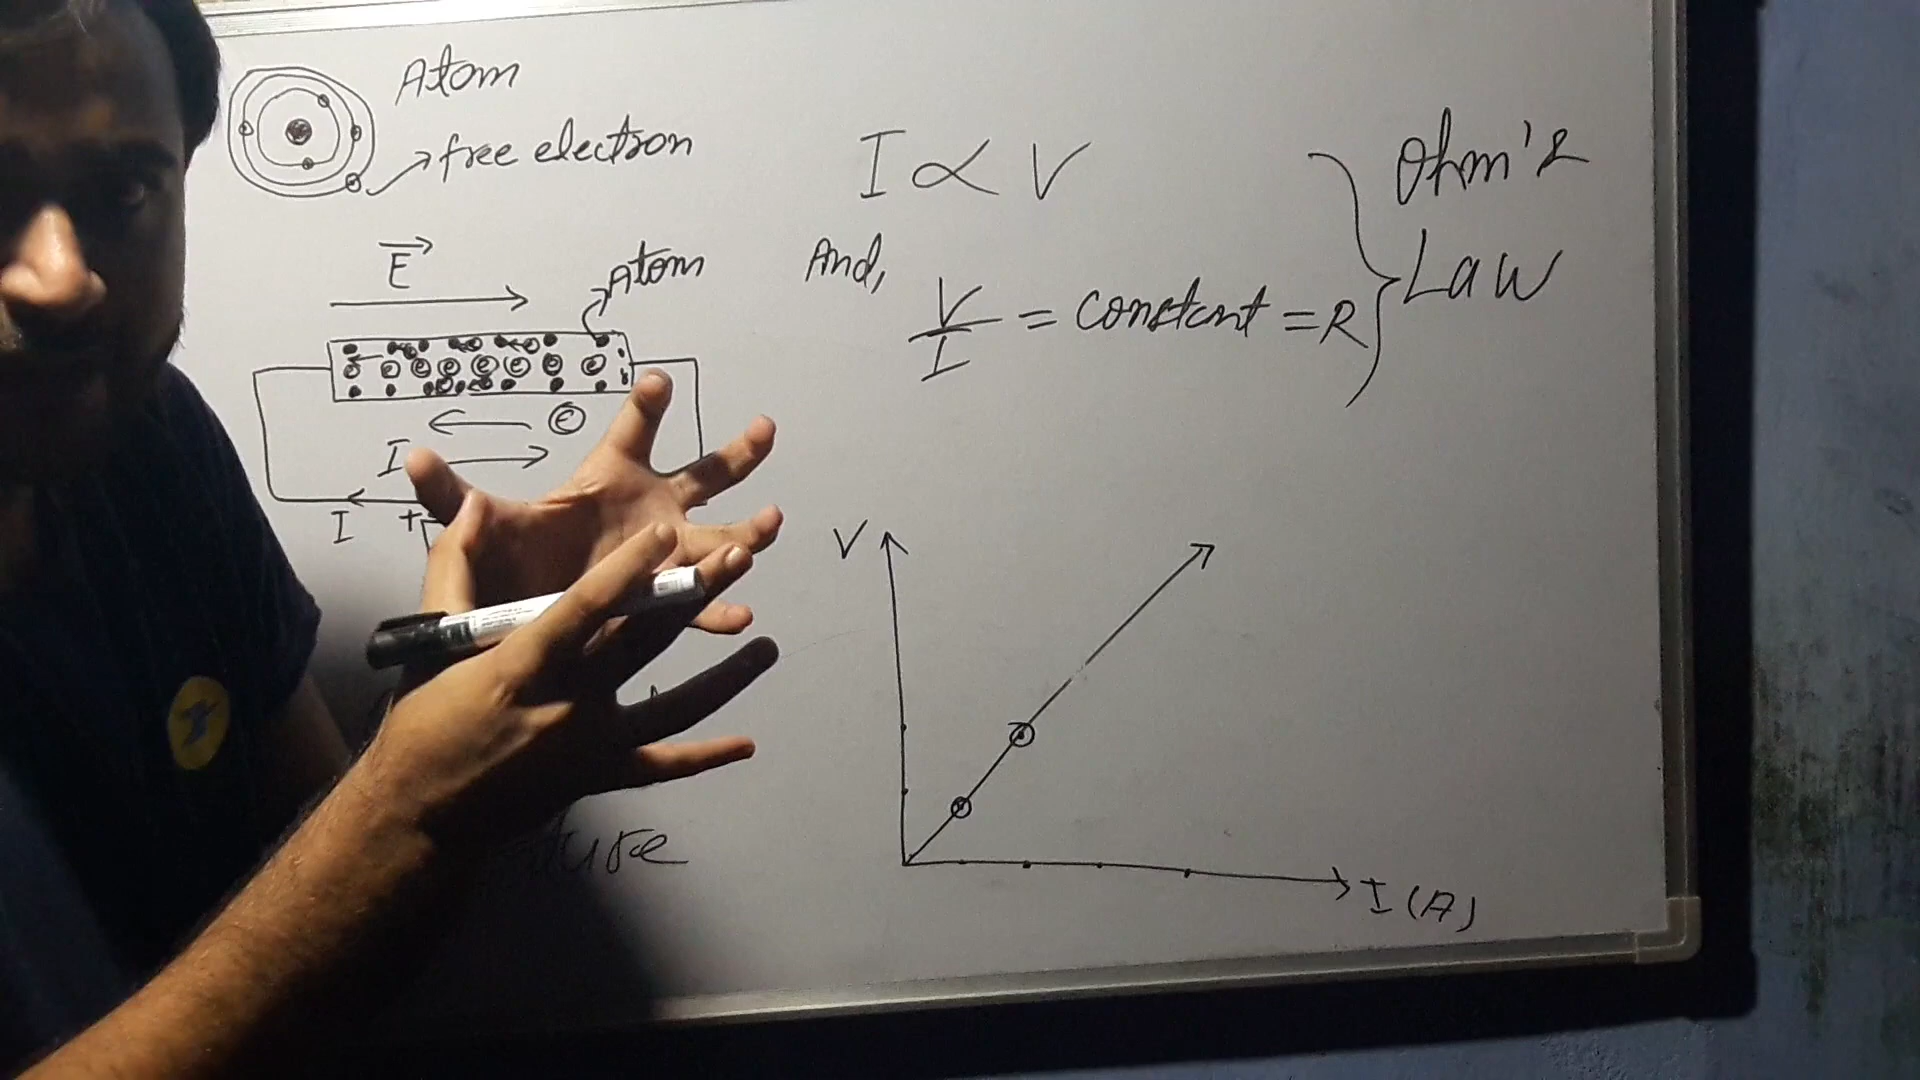 Atom
free electron
E
Atom
e e e e e e
e
I
I
+
I ∝ V
And,
V/I = constant = R
Ohm's
Law
V
I (A)